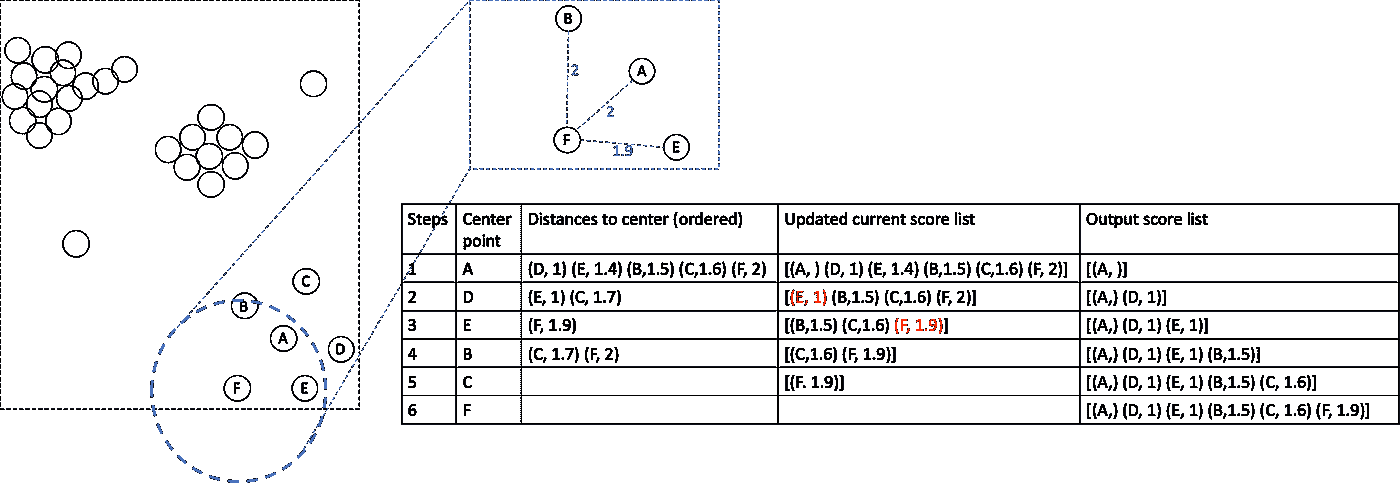 B
2
A
2
F
1.9
E
C
B
A
D
F
E
Steps Center point Distances to center (ordered) Updated current score list Output score list
1 A (D, 1) (E, 1.4) (B,1.5) (C,1.6) (F, 2) [(A, ) (D, 1) (E, 1.4) (B,1.5) (C,1.6) (F, 2)] [(A, )]
2 D (E, 1) (C, 1.7) [(E, 1) (B,1.5) (C,1.6) (F, 2)] [(A,) (D, 1)]
3 E (F, 1.9) [(B,1.5) (C,1.6) (F, 1.9)] [(A,) (D, 1) (E, 1)]
4 B (C, 1.7) (F, 2) [(C,1.6) (F, 1.9)] [(A,) (D, 1) (E, 1) (B,1.5)]
5 C [(F. 1.9)] [(A,) (D, 1) (E, 1) (B,1.5) (C, 1.6)]
6 F [(A,) (D, 1) (E, 1) (B,1.5) (C, 1.6) (F, 1.9)]